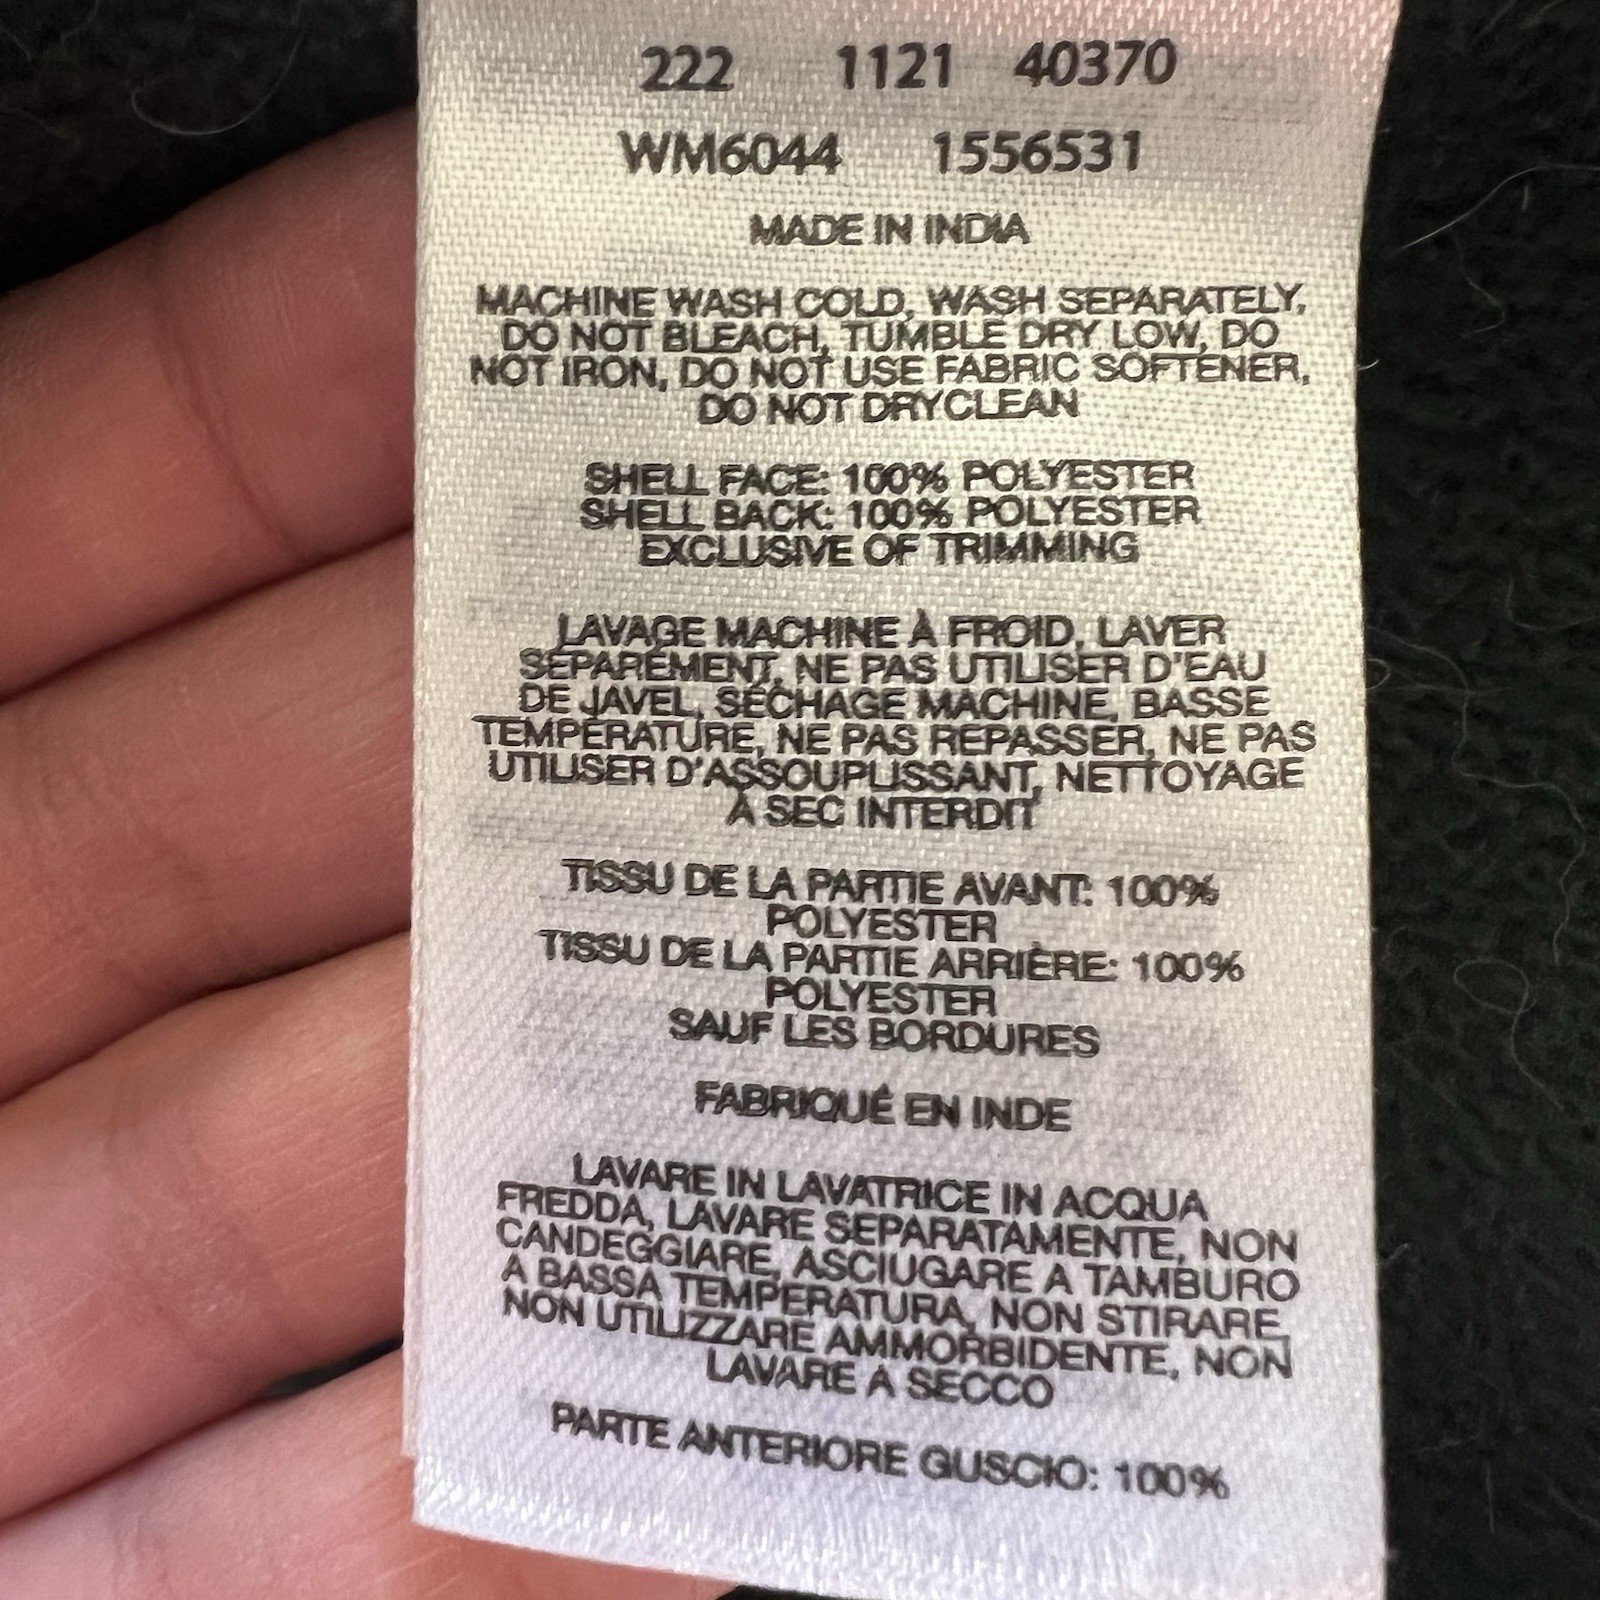 222 1121 40370
WM6044 1556531
MADE IN INDIA
MACHINE WASH COLD, WASH SEPARATELY,
DO NOT BLEACH, TUMBLE DRY LOW, DO
NOT IRON, DO NOT USE FABRIC SOFTENER,
DO NOT DRYCLEAN
SHELL FACE: 100% POLYESTER
SHELL BACK: 100% POLYESTER
EXCLUSIVE OF TRIMMING
LAVAGE MACHINE À FROID, LAVER
SÉPARÉMENT, NE PAS UTILISER D'EAU
DE JAVEL, SÉCHAGE MACHINE, BASSE
TEMPÉRATURE, NE PAS REPASSER, NE PAS
UTILISER D'ASSOUPLISSANT, NETTOYAGE
À SEC INTERDIT
TISSU DE LA PARTIE AVANT: 100%
POLYESTER
TISSU DE LA PARTIE ARRIÈRE: 100%
POLYESTER
SAUF LES BORDURES
FABRIQUÉ EN INDE
LAVARE IN LAVATRICE IN ACQUA
FREDDA, LAVARE SEPARATAMENTE, NON
CANDEGGIARE, ASCIUGARE A TAMBURO
A BASSA TEMPERATURA, NON STIRARE,
NON UTILIZZARE AMMORBIDENTE, NON
LAVARE A SECCO
PARTE ANTERIORE GUSCIO: 100%